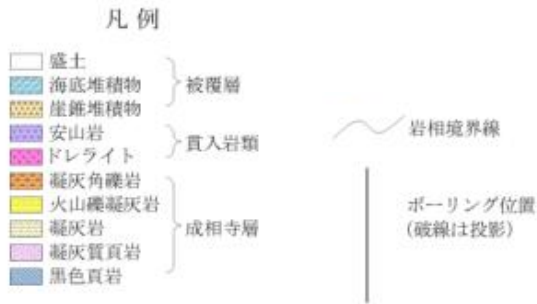 凡例
盛土
海底堆積物
崖錐堆積物
被覆層
安山岩
ドレライト
貫入岩類
凝灰角礫岩
火山礫凝灰岩
凝灰岩
凝灰質頁岩
黒色頁岩
成相寺層
岩相境界線
ボーリング位置
(破線は投影)